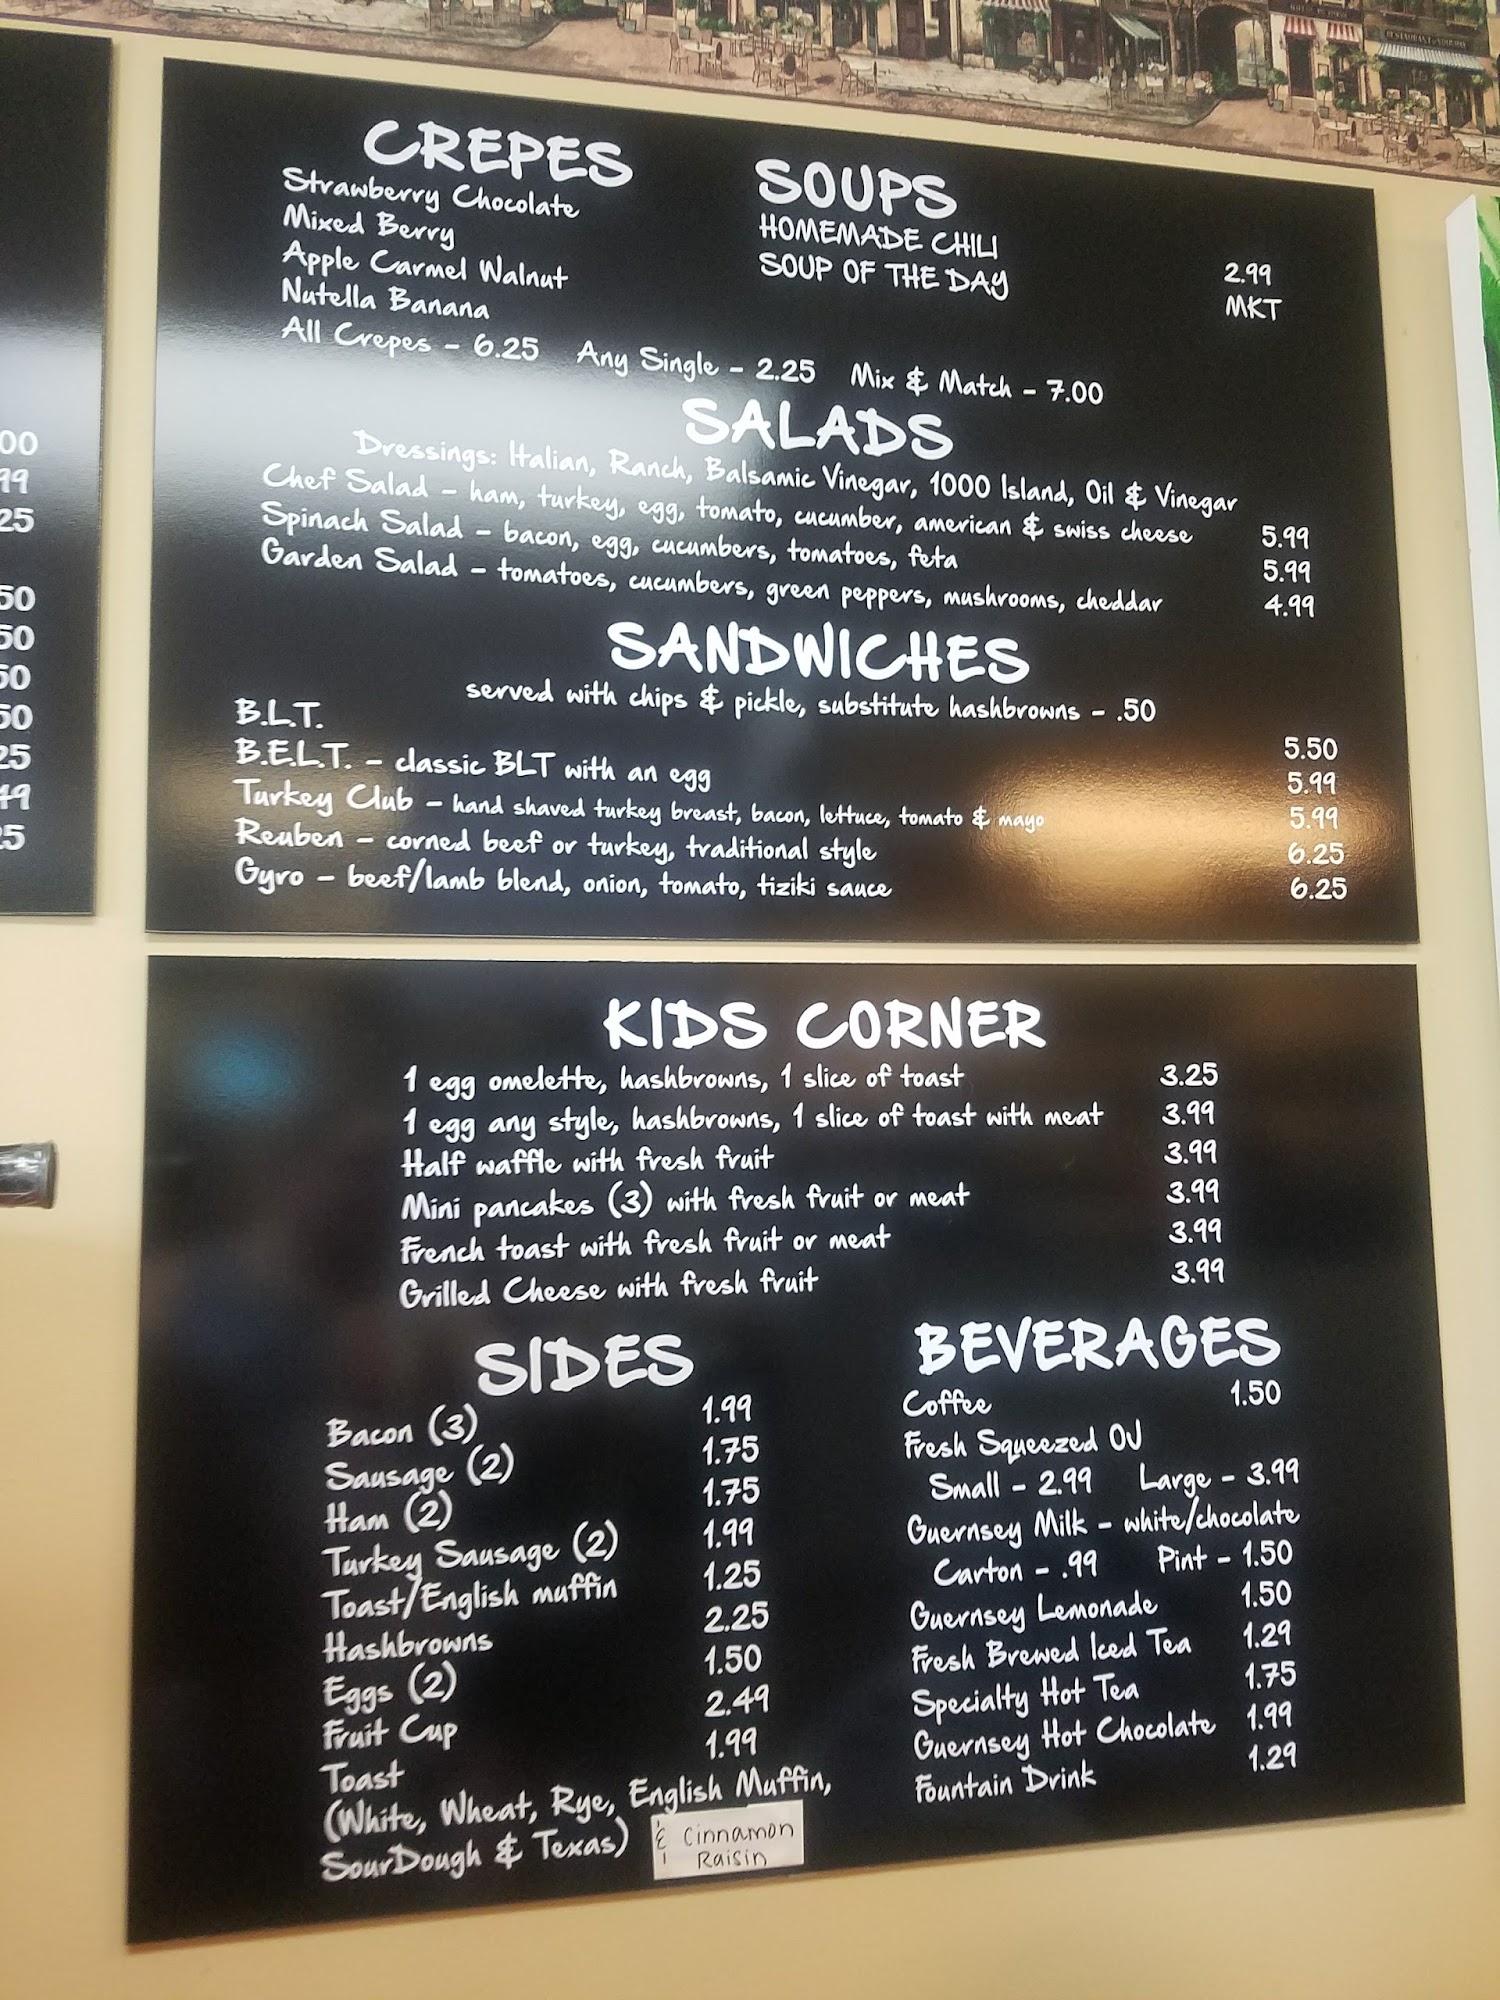 00
99
25
50
50
50
50
25
49
25
CREPES
Strawberry Chocolate
Mixed Berry
Apple Carmel Walnut
Nutella Banana
All Crepes - 6.25 Any Single - 2.25 Mix & Match - 7.00
SOUPS
HOMEMADE CHILI 2.99
SOUP OF THE DAY MKT
SALADS
Dressings: Italian, Ranch, Balsamic Vinegar, 1000 Island, Oil & Vinegar
Chef Salad - ham, turkey, egg, tomato, cucumber, american & swiss cheese 5.99
Spinach Salad - bacon, egg, cucumbers, tomatoes, feta 5.99
Garden Salad - tomatoes, cucumbers, green peppers, mushrooms, cheddar 4.99
SANDWICHES
served with chips & pickle, substitute hashbrowns - .50
B.L.T. 5.50
B.E.L.T. - classic BLT with an egg 5.99
Turkey Club - hand shaved turkey breast, bacon, lettuce, tomato & mayo 5.99
Reuben - corned beef or turkey, traditional style 6.25
Gyro - beef/lamb blend, onion, tomato, tiziki sauce 6.25
KIDS CORNER
1 egg omelette, hashbrowns, 1 slice of toast 3.25
1 egg any style, hashbrowns, 1 slice of toast with meat 3.99
Half waffle with fresh fruit 3.99
Mini pancakes (3) with fresh fruit or meat 3.99
French toast with fresh fruit or meat 3.99
Grilled Cheese with fresh fruit 3.99
SIDES
Bacon (3) 1.99
Sausage (2) 1.75
Ham (2) 1.75
Turkey Sausage (2) 1.99
Toast/English muffin 1.25
Hashbrowns 2.25
Eggs (2) 1.50
Fruit Cup 2.49
Toast 1.99
(White, Wheat, Rye, English Muffin,
SourDough & Texas) & Cinnamon
Raisin
BEVERAGES
Coffee 1.50
Fresh Squeezed OJ
Small - 2.99 Large - 3.99
Guernsey Milk - white/chocolate
Carton - .99 Pint - 1.50
Guernsey Lemonade 1.50
Fresh Brewed Iced Tea 1.29
Specialty Hot Tea 1.75
Guernsey Hot Chocolate 1.99
Fountain Drink 1.29